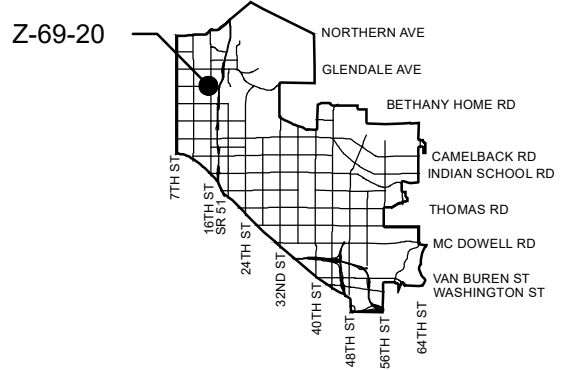 Z-69-20
NORTHERN AVE
GLENDALE AVE
BETHANY HOME RD
CAMELBACK RD
INDIAN SCHOOL RD
THOMAS RD
MC DOWELL RD
VAN BUREN ST
WASHINGTON ST
7TH ST
16TH ST
SR 51
24TH ST
32ND ST
40TH ST
48TH ST
56TH ST
64TH ST